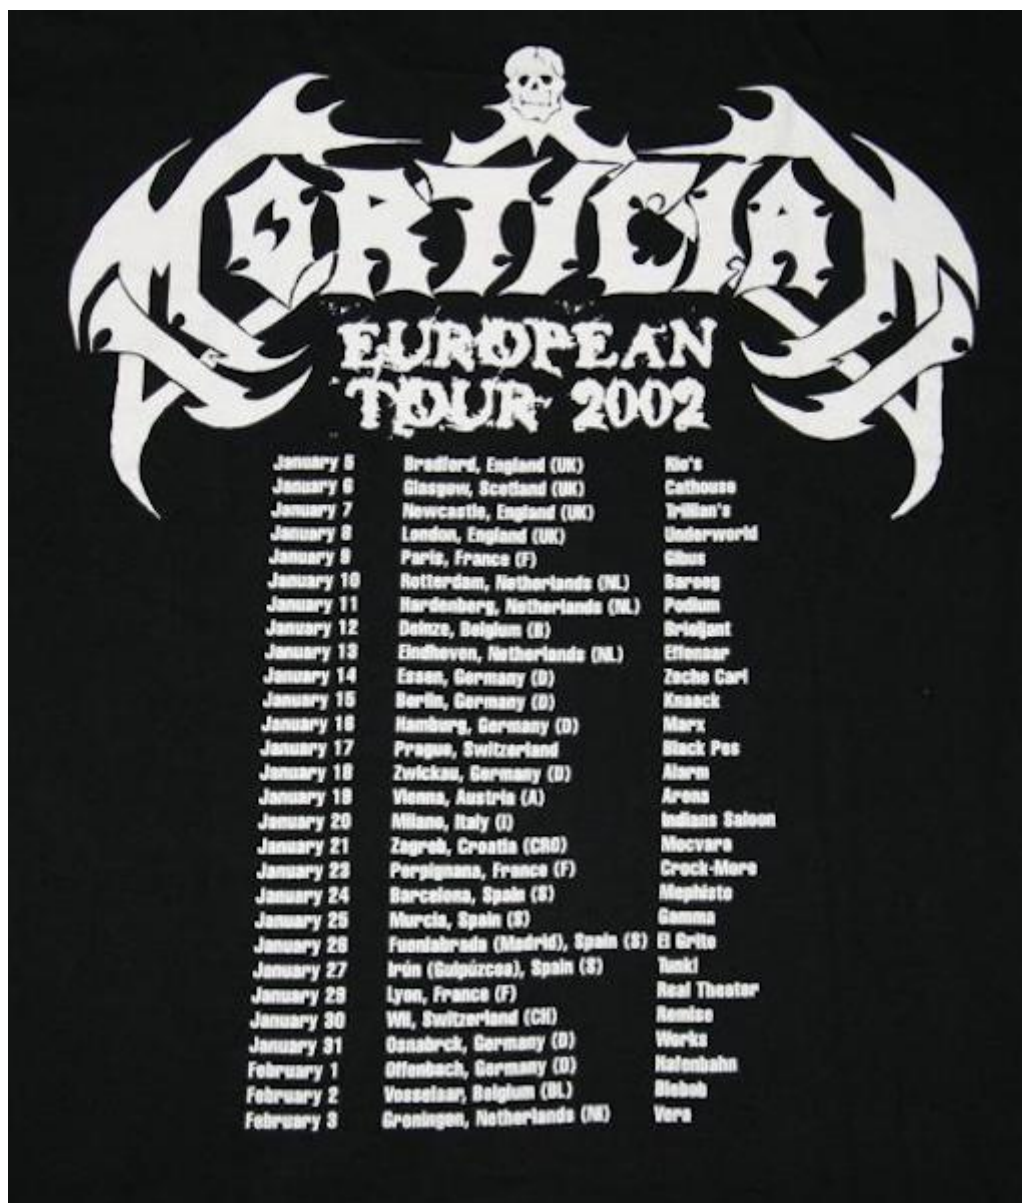 MORTICIAN
EUROPEAN
TOUR 2002
January 5 Bradford, England (UK) Rio's
January 6 Glasgow, Scotland (UK) Cathouse
January 7 Newcastle, England (UK) Trillian's
January 8 London, England (UK) Underworld
January 9 Paris, France (F) Gibus
January 10 Rotterdam, Netherlands (NL) Baroeg
January 11 Hardenberg, Netherlands (NL) Podium
January 12 Deinze, Belgium (B) Brieljant
January 13 Eindhoven, Netherlands (NL) Effenaar
January 14 Essen, Germany (D) Zeche Carl
January 15 Berlin, Germany (D) Knaack
January 16 Hamburg, Germany (D) Marx
January 17 Prague, Switzerland Black Pes
January 18 Zwickau, Germany (D) Alarm
January 19 Vienna, Austria (A) Arena
January 20 Milano, Italy (I) Indians Saloon
January 21 Zagreb, Croatia (CRO) Mocvara
January 23 Perpignana, France (F) Crock-More
January 24 Barcelona, Spain (S) Mephisto
January 25 Murcia, Spain (S) Gamma
January 26 Fuenlabrada (Madrid), Spain (S) El Grito
January 27 Irún (Guipúzcoa), Spain (S) Tunk!
January 29 Lyon, France (F) Real Theater
January 30 Wil, Switzerland (CH) Remise
January 31 Osnabrck, Germany (D) Works
February 1 Offenbach, Germany (D) Hafenbahn
February 2 Vosselaar, Belgium (BL) Biebob
February 3 Groningen, Netherlands (Nl) Vera